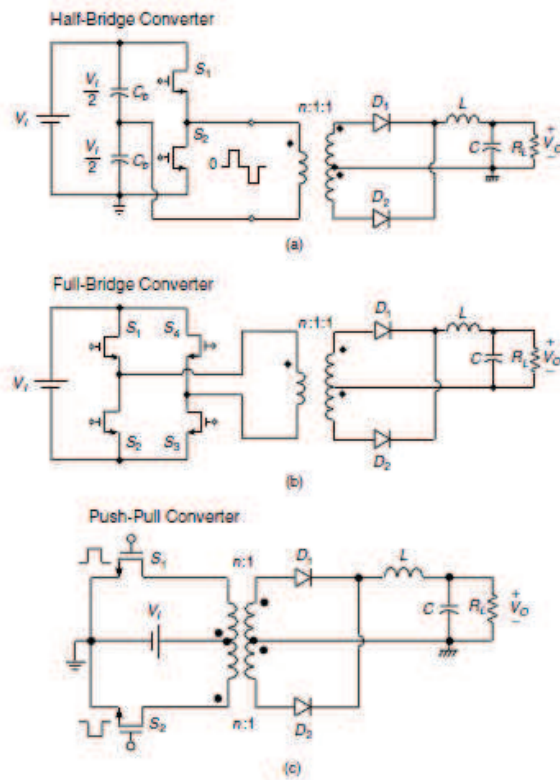 Half-Bridge Converter
V_i/2 C_b S_1
V_i
n:1:1 D_1 L
S_2
V_i/2 C_b 0 C R_L + V_O −
D_2
(a)
Full-Bridge Converter
S_1 S_4 n:1:1 D_1 L
V_i C R_L + V_O −
S_2 S_3 D_2
(b)
Push-Pull Converter
S_1 n:1 D_1 L
V_i C R_L + V_O −
S_2 n:1 D_2
(c)